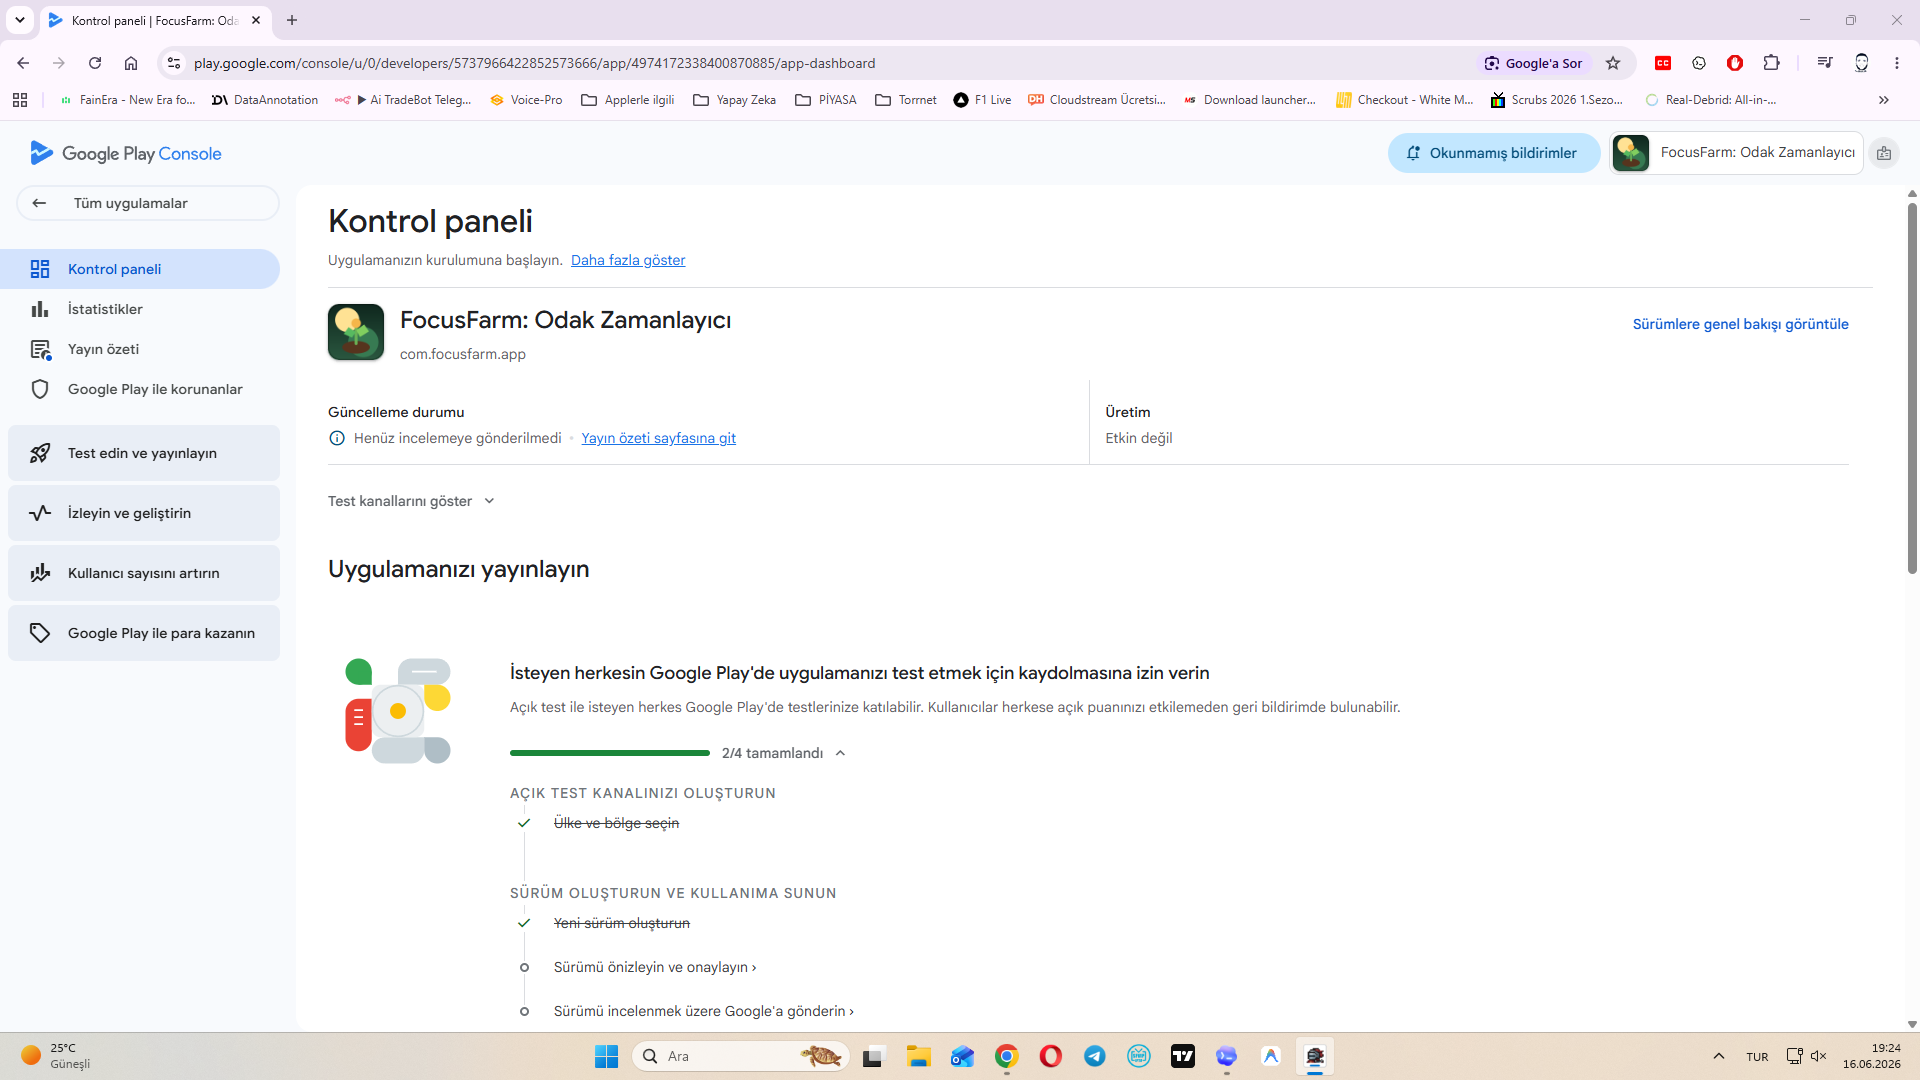 Kontrol paneli | FocusFarm: Oda
play.google.com/console/u/0/developers/5737966422852573666/app/4974172338400870885/app-dashboard
Google'a Sor
FainEra - New Era fo...
DataAnnotation
Ai TradeBot Teleg...
Voice-Pro
Applerle ilgili
Yapay Zeka
PİYASA
Torrnet
F1 Live
Cloudstream Ücretsi...
Download launcher...
Checkout - White M...
Scrubs 2026 1.Sezo...
Real-Debrid: All-in-...
Google Play Console
Okunmamış bildirimler
FocusFarm: Odak Zamanlayıcı
Tüm uygulamalar
Kontrol paneli
İstatistikler
Yayın özeti
Google Play ile korunanlar
Test edin ve yayınlayın
İzleyin ve geliştirin
Kullanıcı sayısını artırın
Google Play ile para kazanın
Kontrol paneli
Uygulamanızın kurulumuna başlayın. Daha fazla göster
FocusFarm: Odak Zamanlayıcı
com.focusfarm.app
Sürümlere genel bakışı görüntüle
Güncelleme durumu
Henüz incelemeye gönderilmedi • Yayın özeti sayfasına git
Üretim
Etkin değil
Test kanallarını göster
Uygulamanızı yayınlayın
İsteyen herkesin Google Play'de uygulamanızı test etmek için kaydolmasına izin verin
Açık test ile isteyen herkes Google Play'de testlerinize katılabilir. Kullanıcılar herkese açık puanınızı etkilemeden geri bildirimde bulunabilir.
2/4 tamamlandı
AÇIK TEST KANALINIZI OLUŞTURUN
Ülke ve bölge seçin
SÜRÜM OLUŞTURUN VE KULLANIMA SUNUN
Yeni sürüm oluşturun
Sürümü önizleyin ve onaylayın ›
Sürümü incelenmek üzere Google'a gönderin ›
25°C
Güneşli
Ara
TUR
19:24
16.06.2026